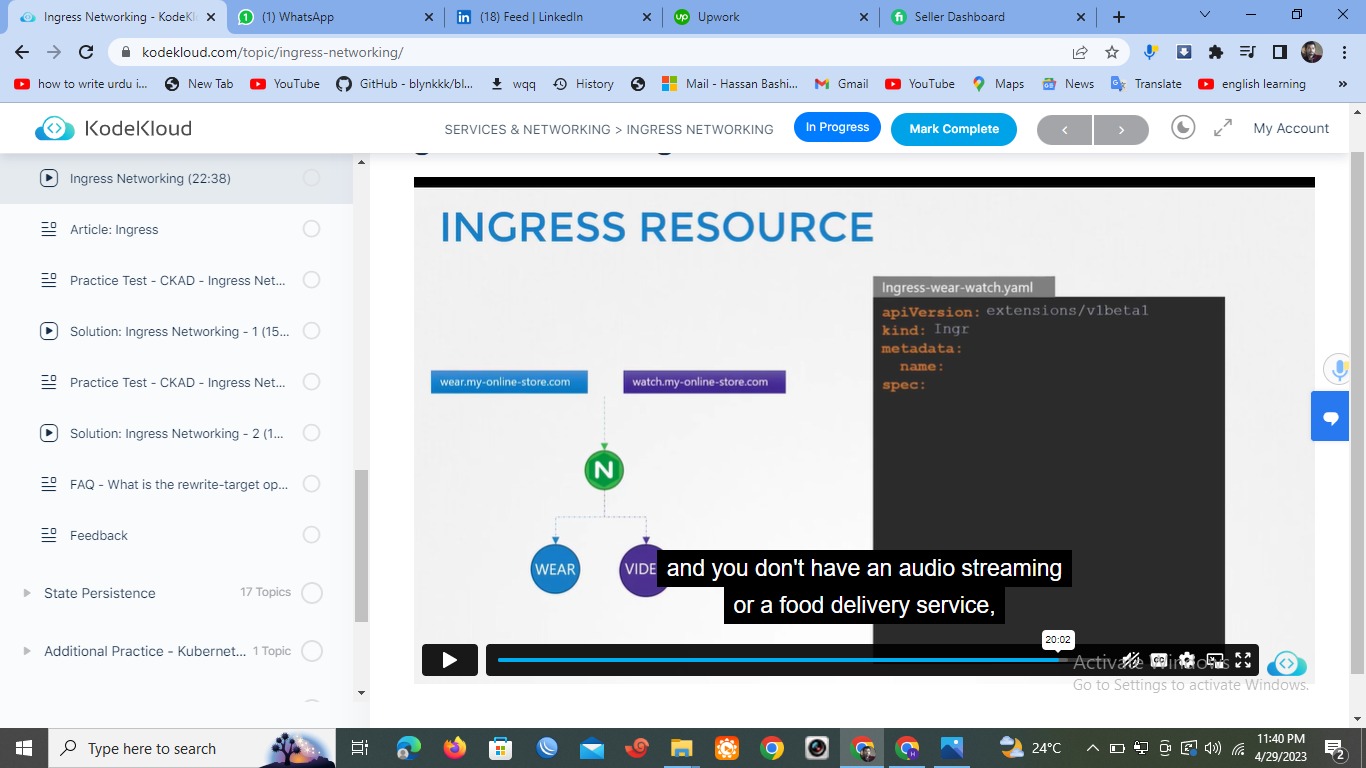 Ingress Networking - KodeKl
(1) WhatsApp
(18) Feed | LinkedIn
Upwork
Seller Dashboard
kodekloud.com/topic/ingress-networking/
how to write urdu i...
New Tab
YouTube
GitHub - blynkkk/bl...
wqq
History
Mail - Hassan Bashi...
Gmail
YouTube
Maps
News
Translate
english learning
»
KodeKloud
SERVICES & NETWORKING > INGRESS NETWORKING
In Progress
Mark Complete
<
>
My Account
Ingress Networking (22:38)
Article: Ingress
Practice Test - CKAD - Ingress Net...
Solution: Ingress Networking - 1 (15...
Practice Test - CKAD - Ingress Net...
Solution: Ingress Networking - 2 (1...
FAQ - What is the rewrite-target op...
Feedback
State Persistence
17 Topics
Additional Practice - Kubernet...
1 Topic
INGRESS RESOURCE
Ingress-wear-watch.yaml
apiVersion: extensions/v1beta1
kind: Ingr
metadata:
name:
spec:
wear.my-online-store.com
watch.my-online-store.com
N
WEAR
VIDE
and you don't have an audio streaming
or a food delivery service,
20:02
CC
Activate Windows
Go to Settings to activate Windows.
Type here to search
24°C
11:40 PM
4/29/2023
2